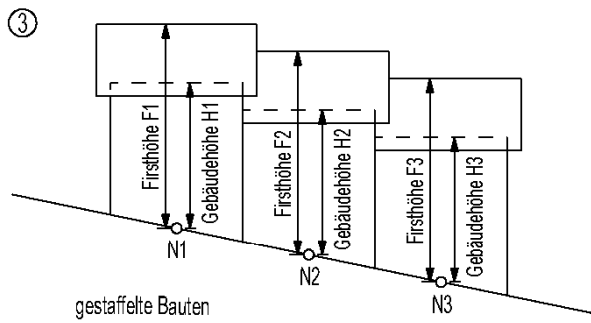 3
Firsthöhe F1
Gebäudehöhe H1
Firsthöhe F2
Gebäudehöhe H2
Firsthöhe F3
Gebäudehöhe H3
N1
N2
N3
gestaffelte Bauten